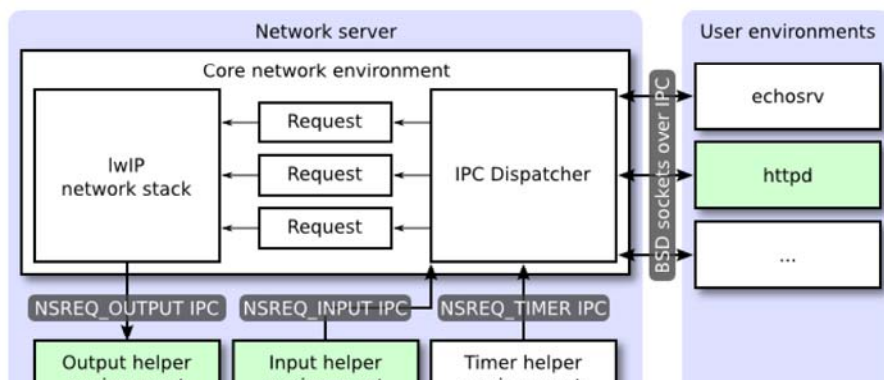 Network server
User environments
Core network environment
lwIP
network stack
Request
Request
Request
IPC Dispatcher
BSD sockets over IPC
echosrv
httpd
...
NSREQ_OUTPUT IPC
NSREQ_INPUT IPC
NSREQ_TIMER IPC
Output helper
Input helper
Timer helper